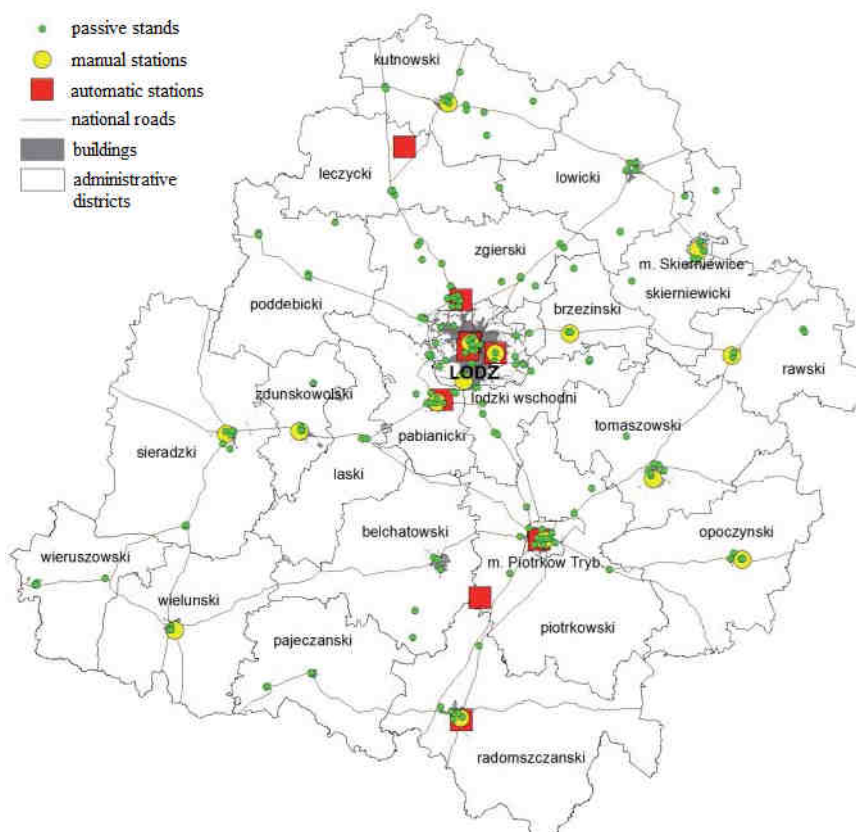 passive stands
manual stations
automatic stations
national roads
buildings
administrative
districts
kutnowski
leczycki
lowicki
zgierski
m. Skierniewice
skierniewicki
poddebicki
brzezinski
rawski
LODZ
zdunskowolski
lodzki wschodni
tomaszowski
pabianicki
sieradzki
laski
belchatowski
opoczynski
wieruszowski
m. Piotrkow Tryb.
wielunski
piotrkowski
pajeczanski
radomszczanski